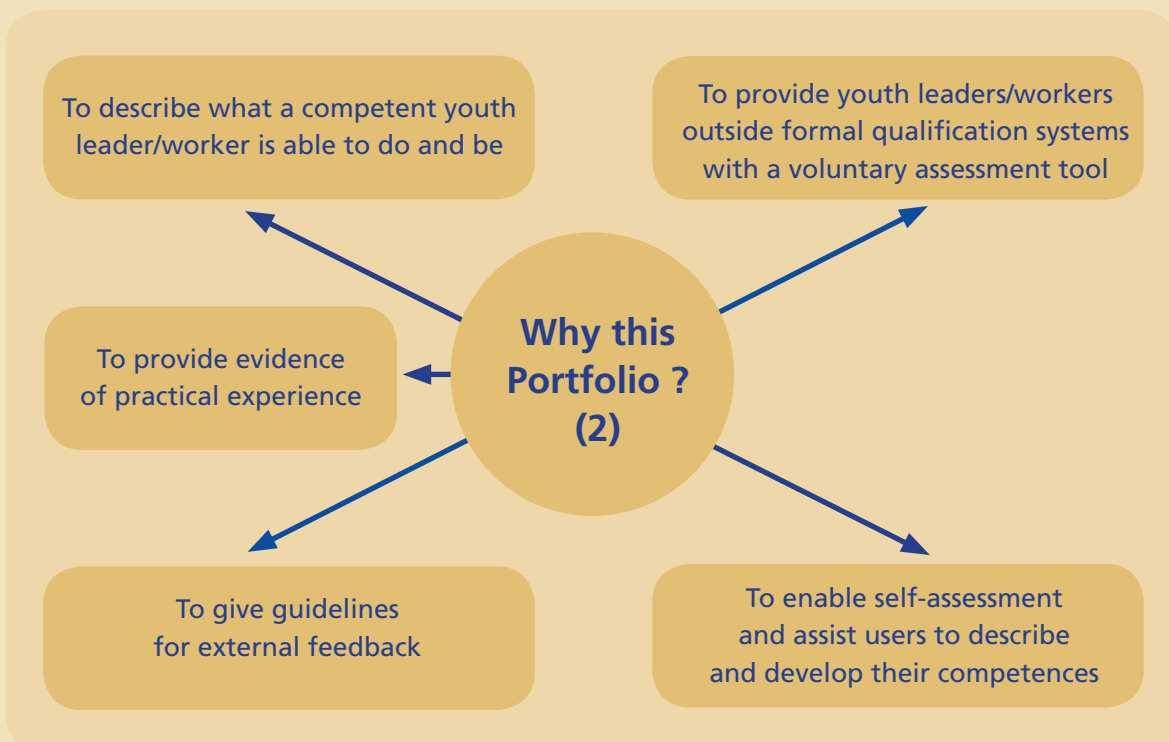 To describe what a competent youth
leader/worker is able to do and be
To provide youth leaders/workers
outside formal qualification systems
with a voluntary assessment tool
Why this
Portfolio ?
(2)
To provide evidence
of practical experience
To give guidelines
for external feedback
To enable self-assessment
and assist users to describe
and develop their competences